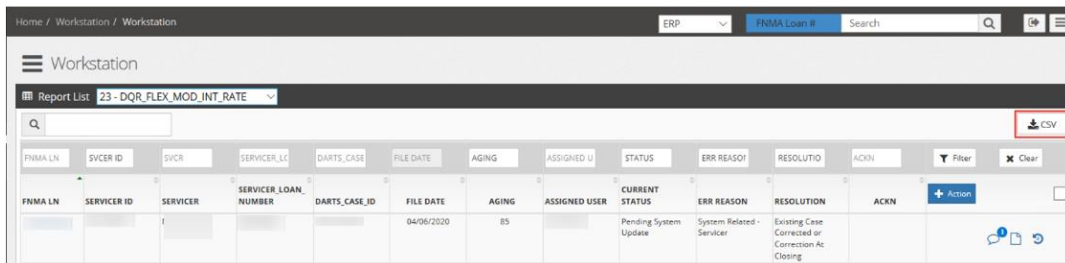 Home / Workstation / Workstation ERP FNMA Loan # Search
Workstation
Report List 23 - DQR_FLEX_MOD_INT_RATE
CSV
FNMA LN SVCER ID SVCR SERVICER_LC DARTS_CASE FILE DATE AGING ASSIGNED U STATUS ERR REASOI RESOLUTIO ACKN Filter Clear
FNMA LN SERVICER ID SERVICER SERVICER_LOAN_ NUMBER DARTS_CASE_ID FILE DATE AGING ASSIGNED USER CURRENT STATUS ERR REASON RESOLUTION ACKN + Action
04/06/2020 85 Pending System Update System Related - Servicer Existing Case Corrected or Correction At Closing 1